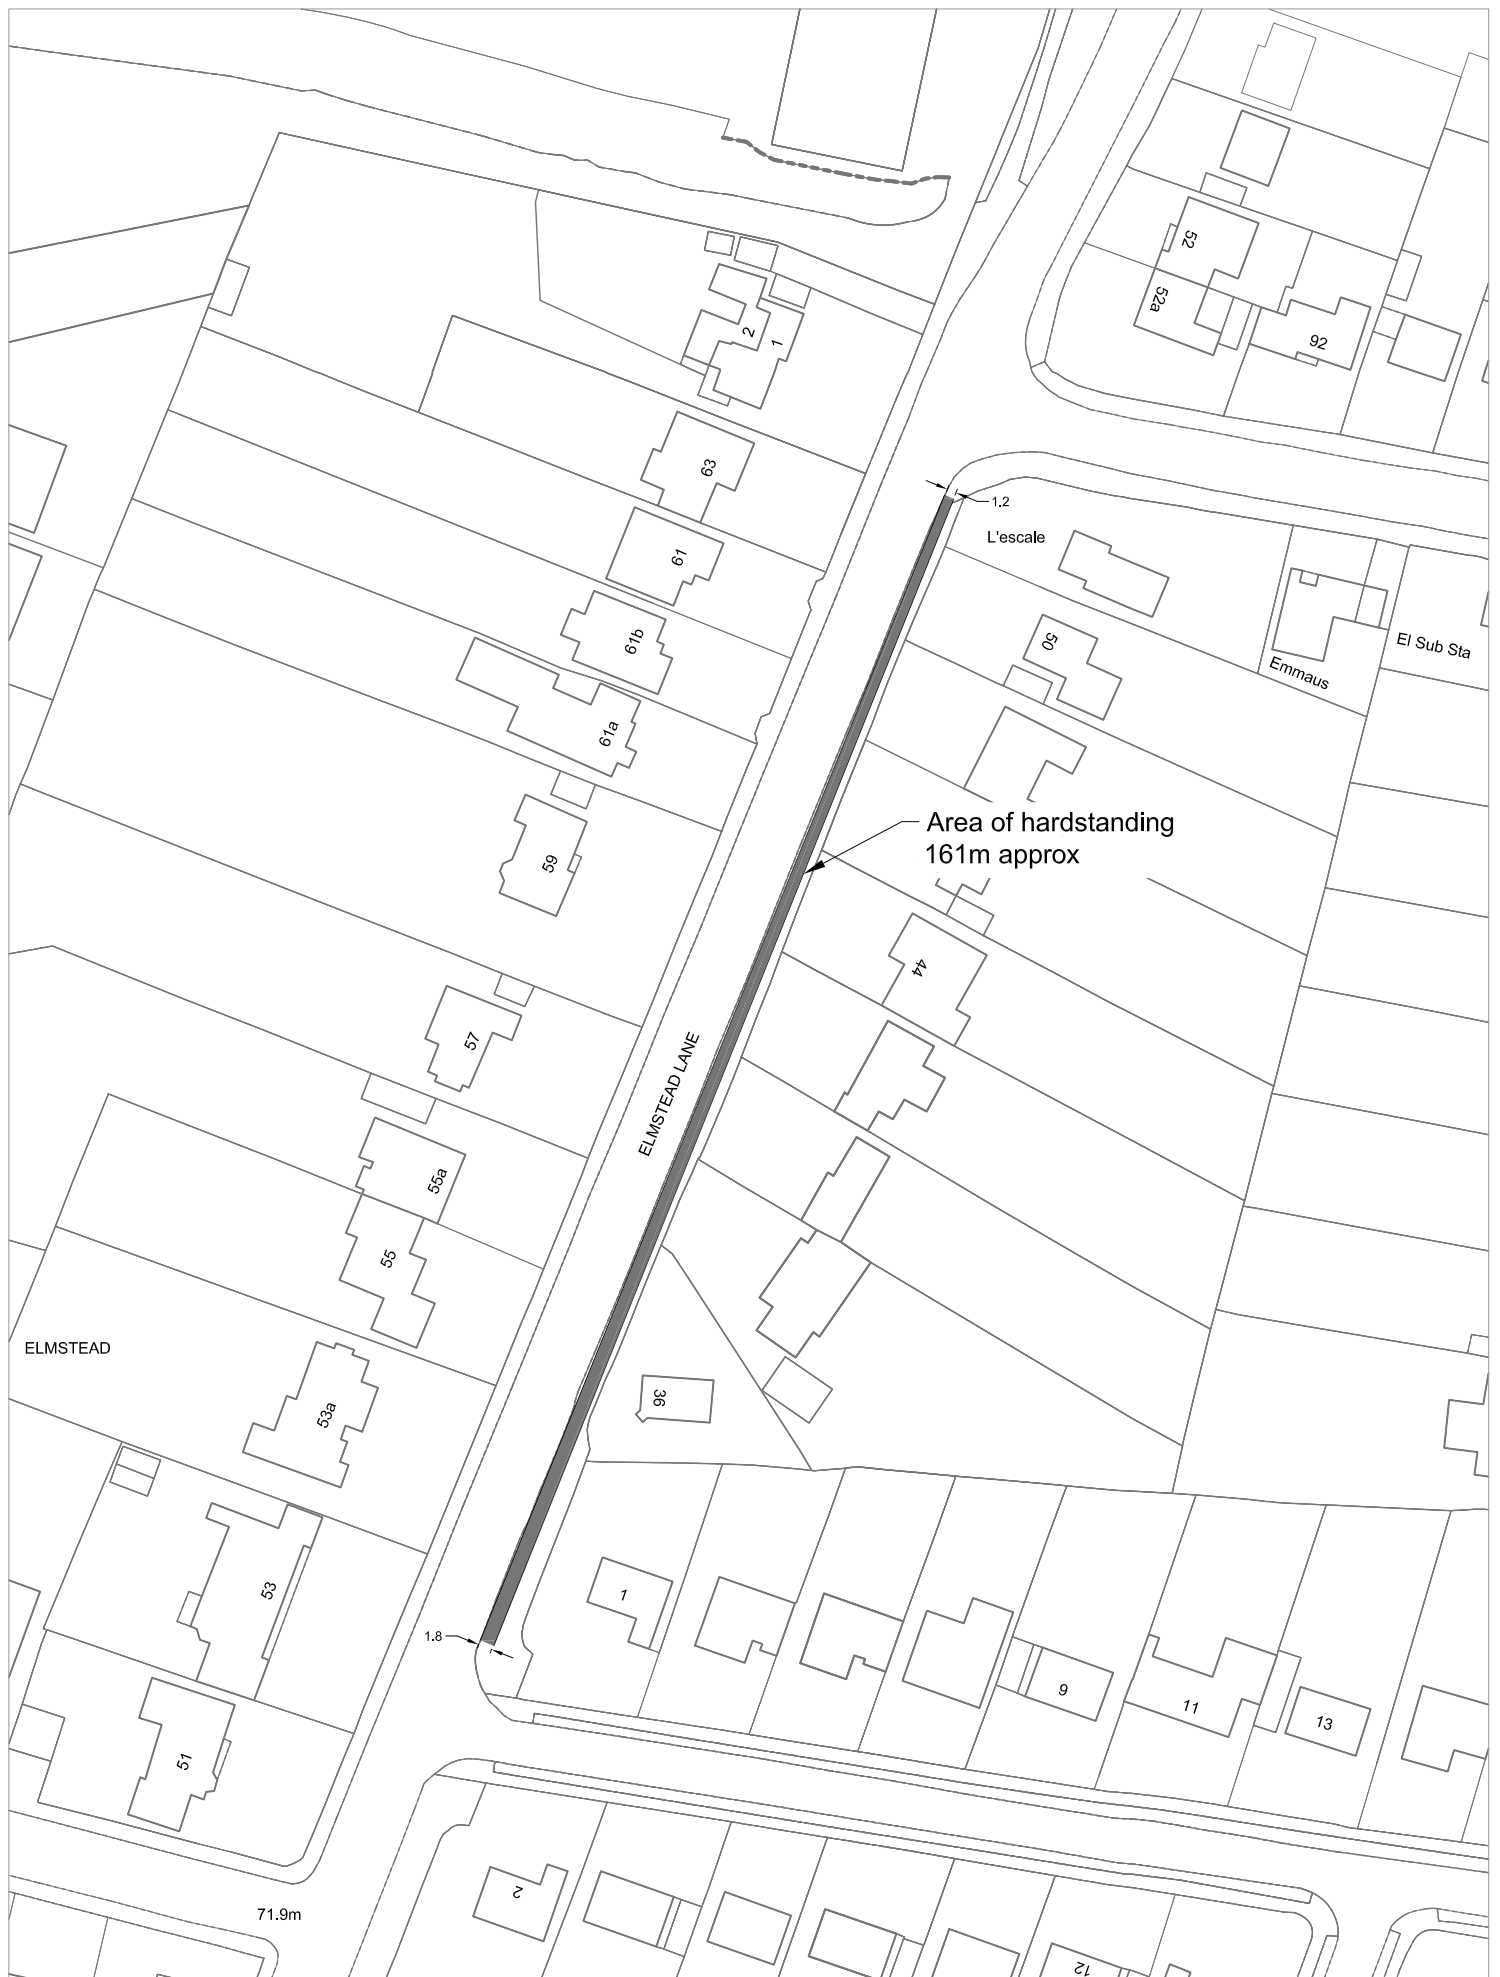 52
52a
92
2
1
63
1.2
L'escale
61
50
El Sub Sta
61b
Emmaus
61a
Area of hardstanding
161m approx
59
44
57
ELMSTEAD LANE
55a
55
ELMSTEAD
36
53a
53
1
1.8
9
11
13
51
2
71.9m
12